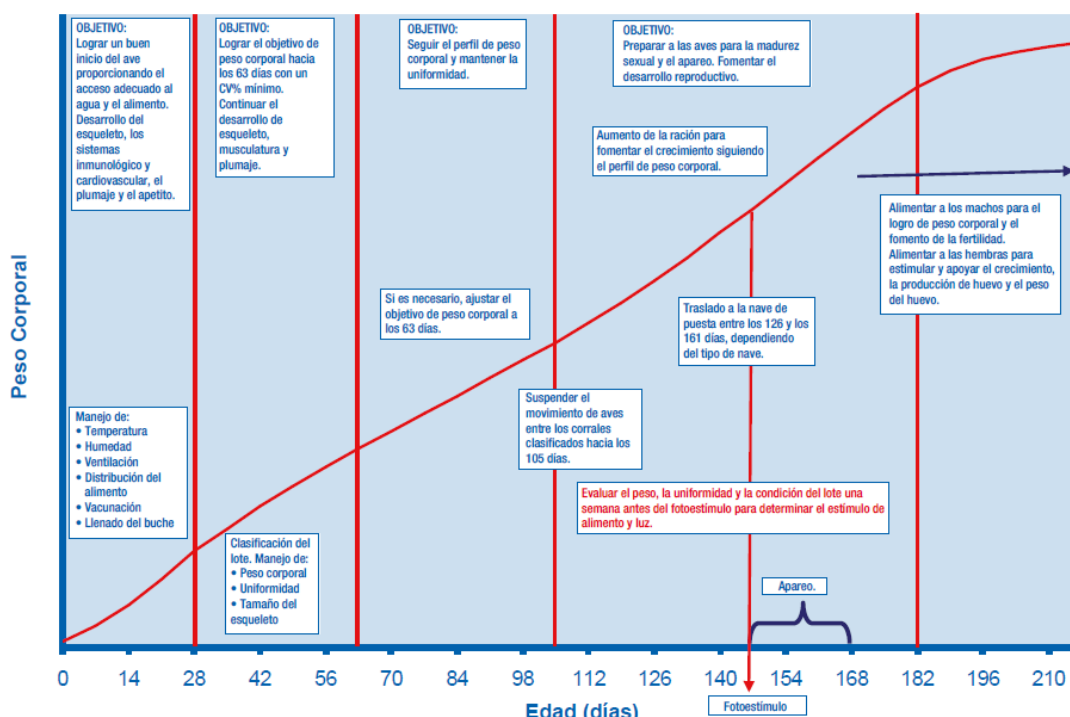 OBJETIVO:
Lograr un buen
inicio del ave
proporcionando el
acceso adecuado al
agua y el alimento.
Desarrollo del
esqueleto, los
sistemas
inmunológico y
cardiovascular, el
plumaje y el apetito.
OBJETIVO:
Lograr el objetivo de
peso corporal hacia
los 63 días con un
CV% mínimo.
Continuar el
desarrollo de
esqueleto,
musculatura y
plumaje.
OBJETIVO:
Seguir el perfil de peso
corporal y mantener la
uniformidad.
OBJETIVO:
Preparar a las aves para la madurez
sexual y el apareo. Fomentar el
desarrollo reproductivo.
Aumento de la ración para
fomentar el crecimiento siguiendo
el perfil de peso corporal.
Alimentar a los machos para el
logro de peso corporal y el
fomento de la fertilidad.
Alimentar a las hembras para
estimular y apoyar el crecimiento,
la producción de huevo y el peso
del huevo.
Si es necesario, ajustar el
objetivo de peso corporal a
los 63 días.
Traslado a la nave de
puesta entre los 126 y los
161 días, dependiendo
del tipo de nave.
Suspender el
movimiento de aves
entre los corrales
clasificados hacia los
105 días.
Manejo de:
• Temperatura
• Humedad
• Ventilación
• Distribución del
alimento
• Vacunación
• Llenado del buche
Clasificación del
lote. Manejo de:
• Peso corporal
• Uniformidad
• Tamaño del
esqueleto
Evaluar el peso, la uniformidad y la condición del lote una
semana antes del fotoestimulo para determinar el estímulo de
alimento y luz.
Apareo.
Peso Corporal
0 14 28 42 56 70 84 98 112 126 140 154 168 182 196 210
Edad (días)
Fotoestímulo